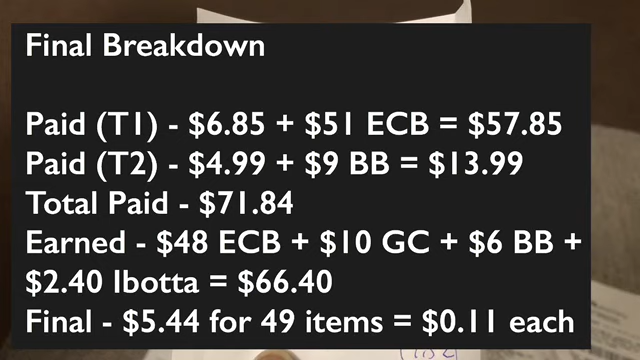 Final Breakdown
Paid (T1) - $6.85 + $51 ECB = $57.85
Paid (T2) - $4.99 + $9 BB = $13.99
Total Paid - $71.84
Earned - $48 ECB + $10 GC + $6 BB +
$2.40 Ibotta = $66.40
Final - $5.44 for 49 items = $0.11 each